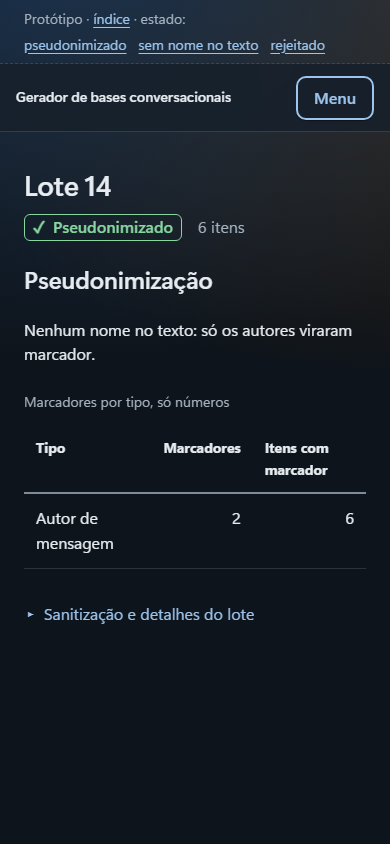 Protótipo · índice · estado:
pseudonimizado sem nome no texto rejeitado
Gerador de bases conversacionais
Menu
Lote 14
✓ Pseudonimizado 6 itens
Pseudonimização
Nenhum nome no texto: só os autores viraram
marcador.
Marcadores por tipo, só números
Tipo Marcadores Itens com
marcador
Autor de 2 6
mensagem
▸ Sanitização e detalhes do lote